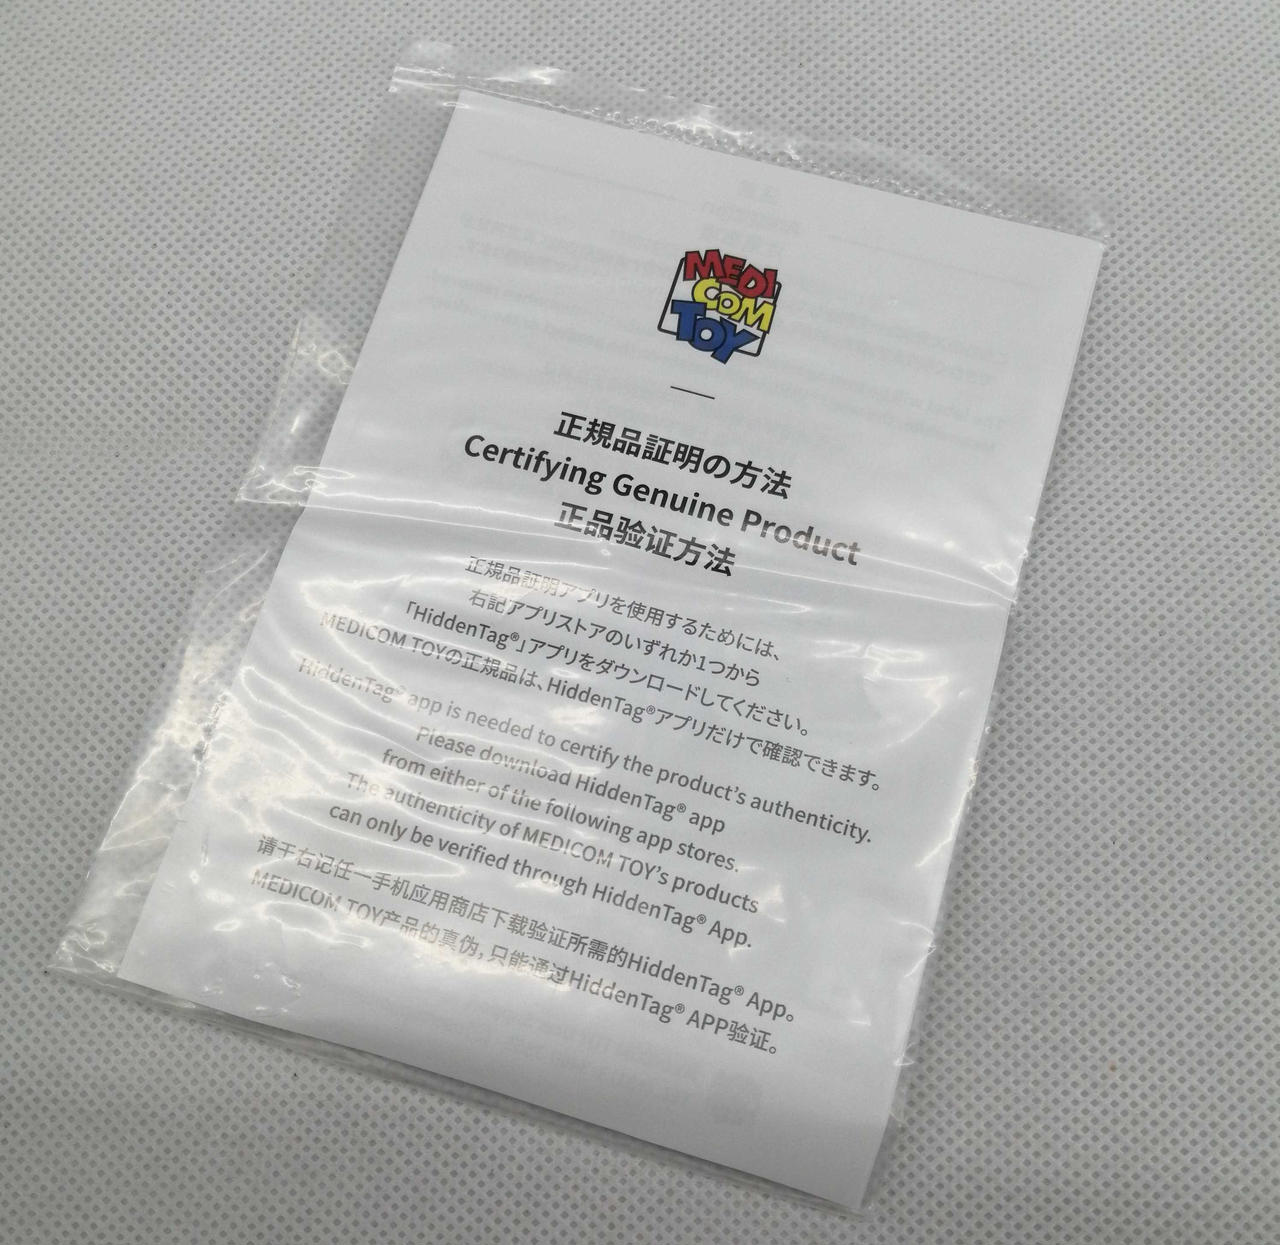 MEDI
COM
TOY
正規品証明の方法
Certifying Genuine Product
正品验证方法
正規品証明アプリを使用するためには、
右記アプリストアのいずれか1つから
「HiddenTag®」アプリをダウンロードしてください。
MEDICOM TOYの正規品は、HiddenTag®アプリだけで確認できます。
HiddenTag® app is needed to certify the product's authenticity.
Please download HiddenTag® app
from either of the following app stores.
The authenticity of MEDICOM TOY's products
can only be verified through HiddenTag® App.
请于右记任一手机应用商店下载验证所需的HiddenTag® App。
MEDICOM TOY产品的真伪，只能通过HiddenTag® APP验证。